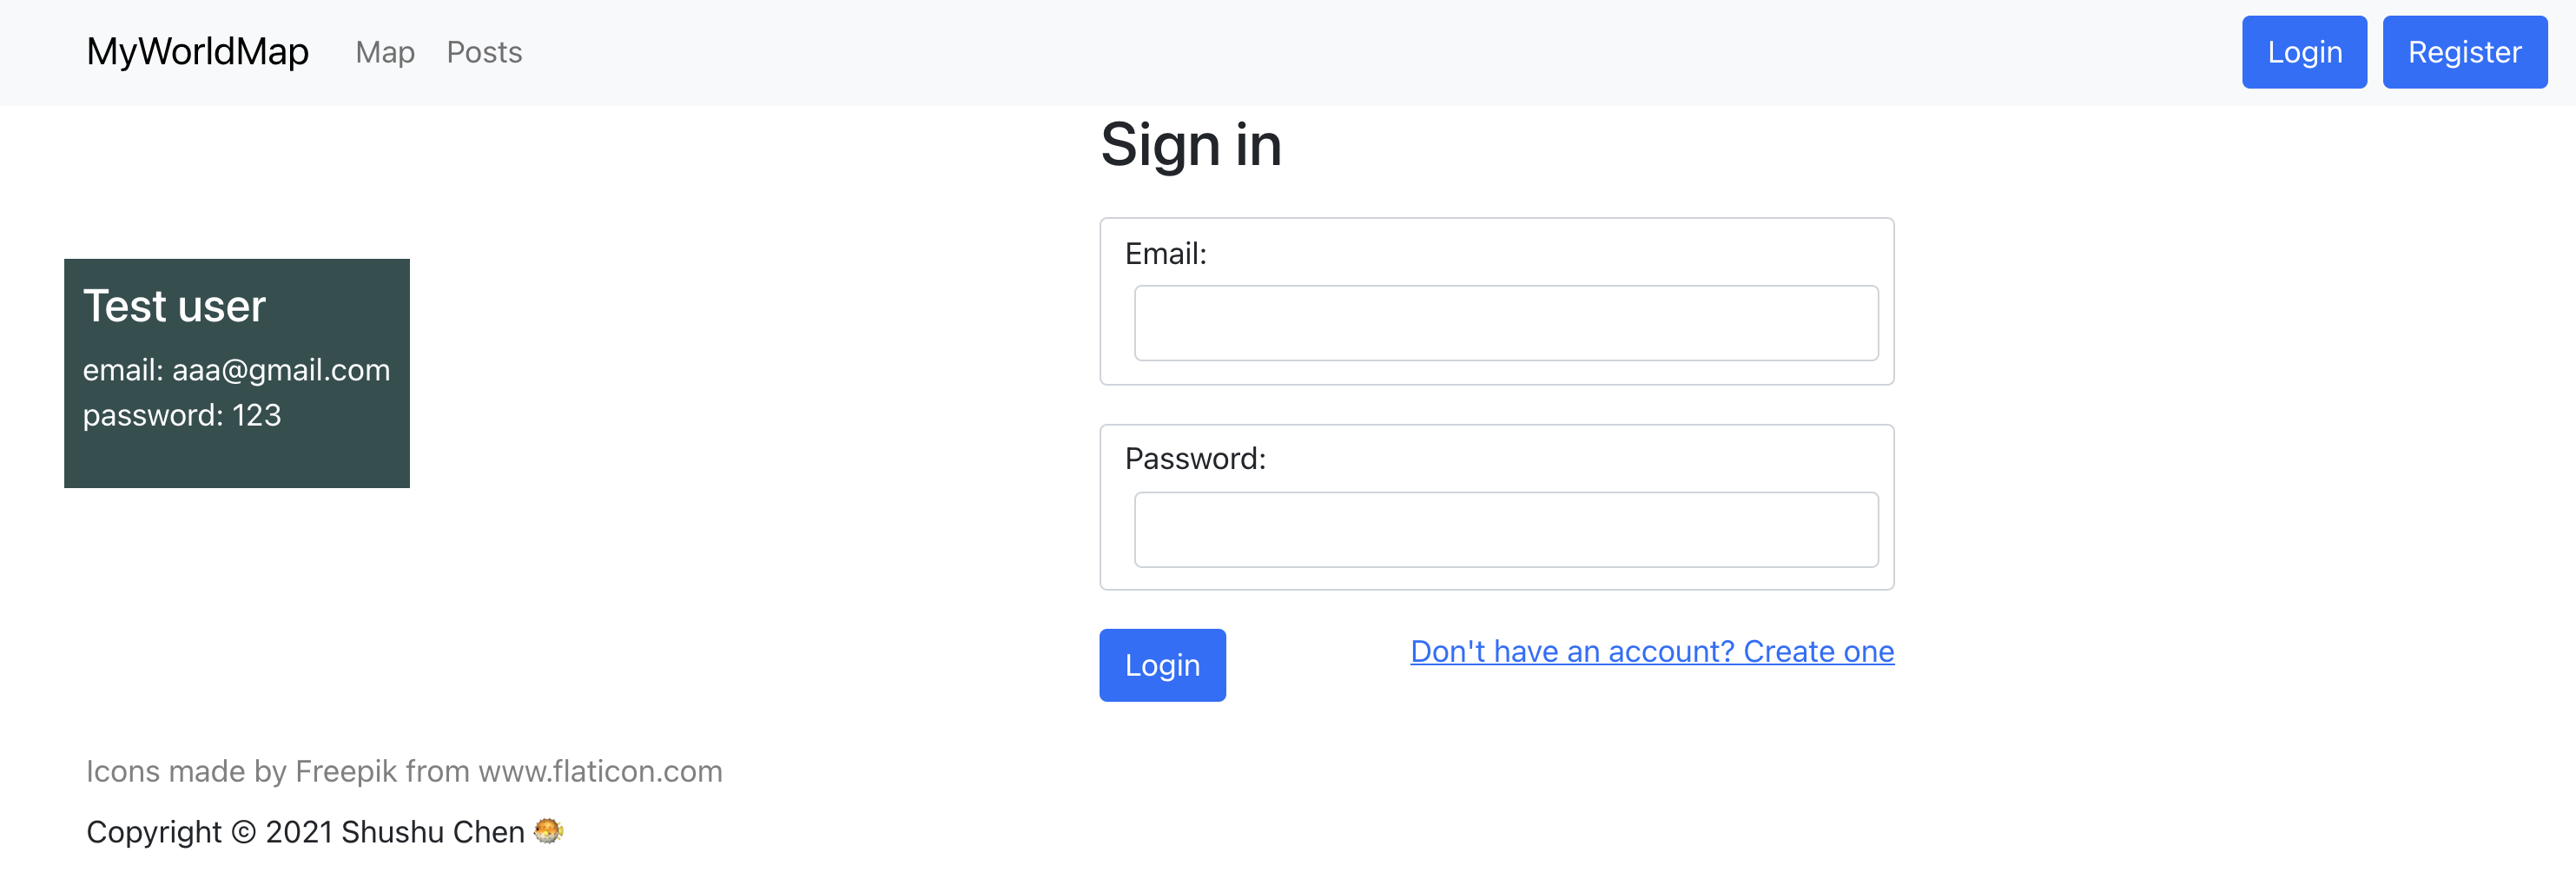 MyWorldMap Map Posts Login Register
Sign in
Test user
email: aaa@gmail.com
password: 123
Email:
Password:
Login Don't have an account? Create one
Icons made by Freepik from www.flaticon.com
Copyright © 2021 Shushu Chen 🐡